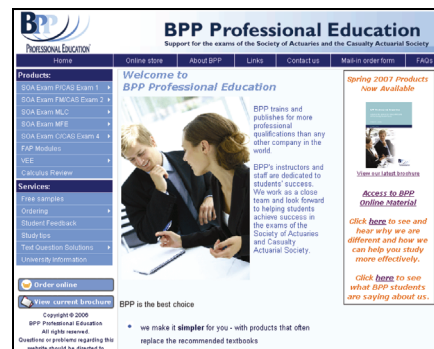 BPP
PROFESSIONAL EDUCATION
BPP Professional Education
Support for the exams of the Society of Actuaries and the Casualty Actuarial Society
Home
Online store
About BPP
Links
Contact us
Mail-in order form
FAQs
Products:
SOA Exam P/CAS Exam 1
SOA Exam FM/CAS Exam 2
SOA Exam MLC
SOA Exam MFE
SOA Exam C/CAS Exam 4
FAP Modules
VEE
Calculus Review
Services:
Free samples
Ordering
Student Feedback
Study tips
Text Question Solutions
University Information
Order online
View current brochure
Copyright © 2006
BPP Professional Education
All rights reserved.
Questions or problems regarding this
website should be directed to
Welcome to
BPP Professional Education
BPP trains and
publishes for more
professional
qualifications than any
other company in the
world.
BPP's instructors and
staff are dedicated to
students' success.
We work as a close
team and look forward
to helping students
achieve success in
the exams of the
Society of Actuaries
and Casualty
Actuarial Society.
BPP is the best choice
• we make it simpler for you - with products that often
replace the recommended textbooks
Spring 2007 Products
Now Available
View our latest brochure
Access to BPP
Online Material
Click here to see and
hear why we are
different and how we
can help you study
more effectively.
Click here to see
what BPP students
are saying about us.